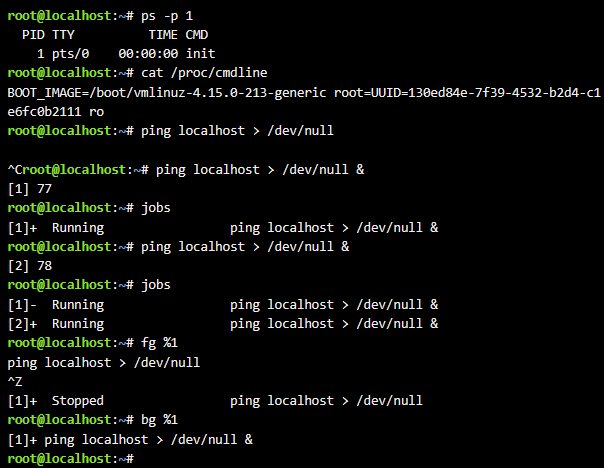 root@localhost:~# ps -p 1
  PID TTY          TIME CMD
    1 pts/0    00:00:00 init
root@localhost:~# cat /proc/cmdline
BOOT_IMAGE=/boot/vmlinuz-4.15.0-213-generic root=UUID=130ed84e-7f39-4532-b2d4-c1
e6fc0b2111 ro
root@localhost:~# ping localhost > /dev/null

^Croot@localhost:~# ping localhost > /dev/null &
[1] 77
root@localhost:~# jobs
[1]+  Running                 ping localhost > /dev/null &
root@localhost:~# ping localhost > /dev/null &
[2] 78
root@localhost:~# jobs
[1]-  Running                 ping localhost > /dev/null &
[2]+  Running                 ping localhost > /dev/null &
root@localhost:~# fg %1
ping localhost > /dev/null
^Z
[1]+  Stopped                 ping localhost > /dev/null
root@localhost:~# bg %1
[1]+ ping localhost > /dev/null &
root@localhost:~#